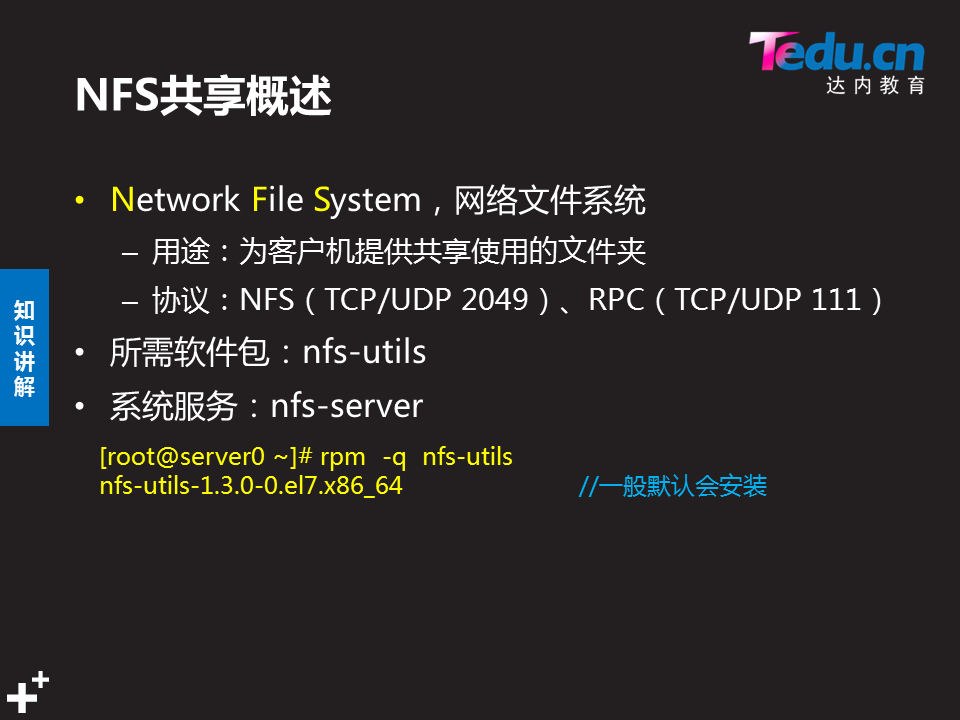 Tedu.cn
达内教育
NFS共享概述
• Network File System，网络文件系统
– 用途：为客户机提供共享使用的文件夹
– 协议：NFS（TCP/UDP 2049）、RPC（TCP/UDP 111）
• 所需软件包：nfs-utils
• 系统服务：nfs-server
[root@server0 ~]# rpm -q nfs-utils
nfs-utils-1.3.0-0.el7.x86_64 //一般默认会安装
知识讲解